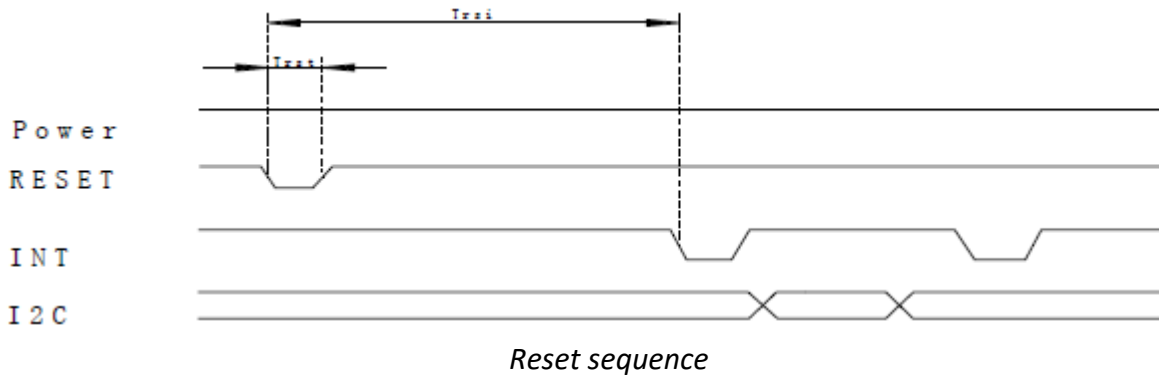 Trsi
Trst
Power
RESET
INT
I2C
Reset sequence